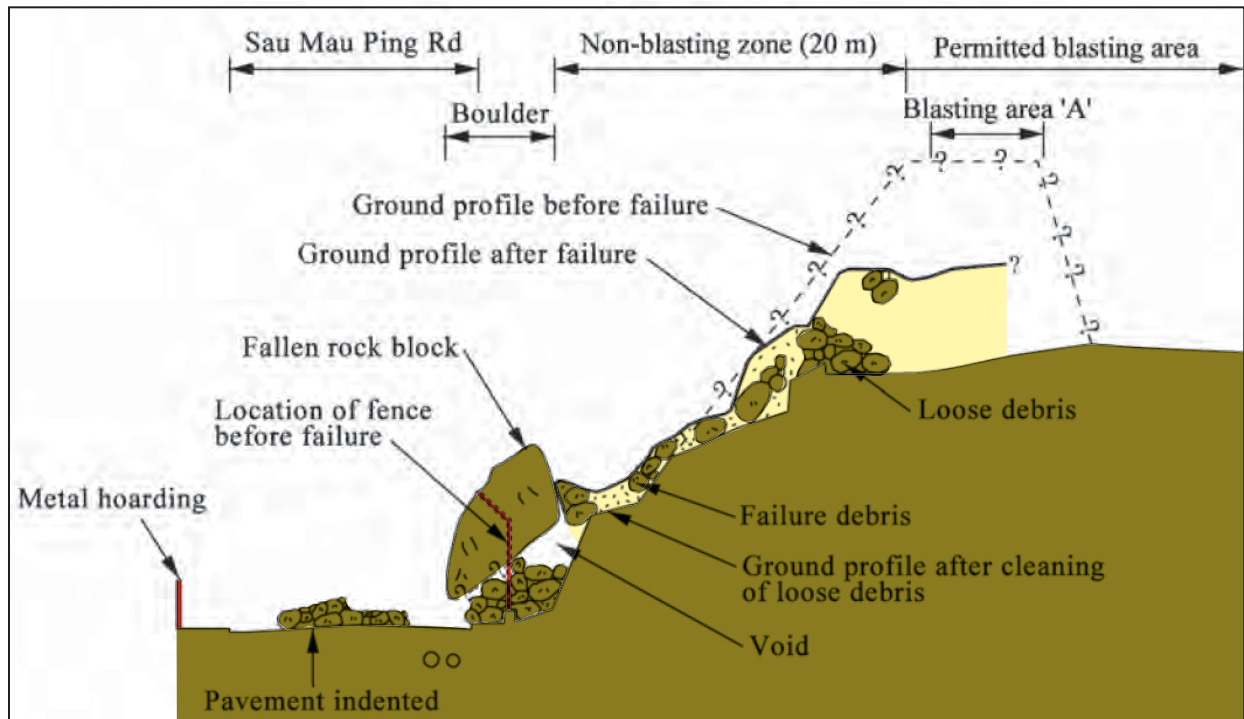 Sau Mau Ping Rd
Non-blasting zone (20 m)
Permitted blasting area
Boulder
Blasting area 'A'
Ground profile before failure
Ground profile after failure
Fallen rock block
Location of fence
before failure
Loose debris
Metal hoarding
Failure debris
Ground profile after cleaning
of loose debris
Void
Pavement indented